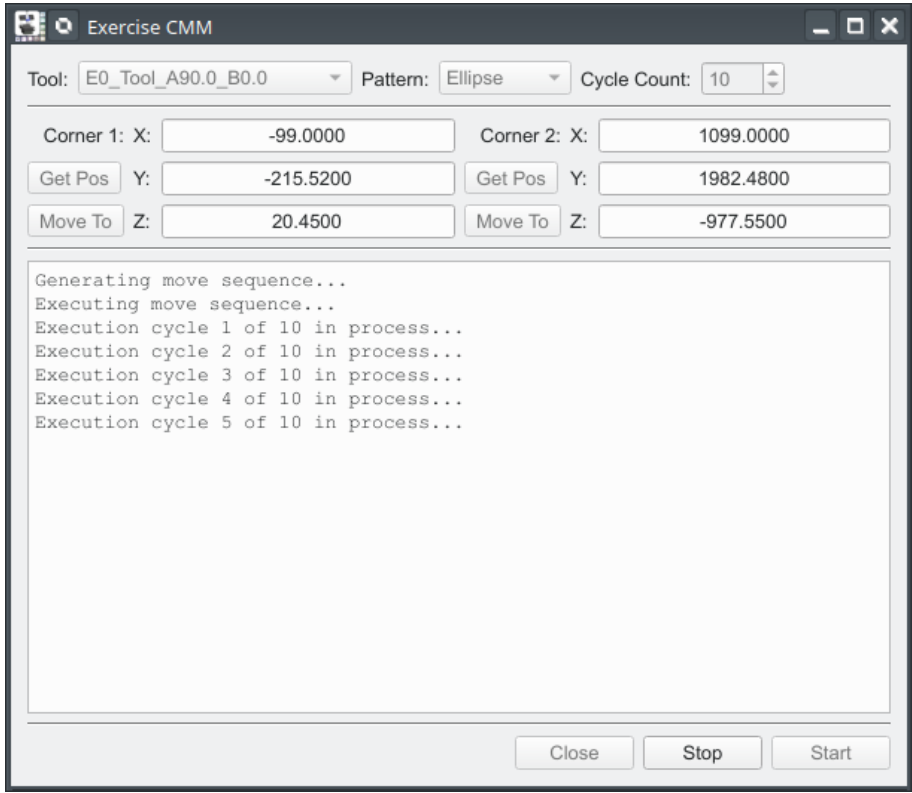 Exercise CMM
Tool: E0_Tool_A90.0_B0.0 Pattern: Ellipse Cycle Count: 10
Corner 1: X: -99.0000 Corner 2: X: 1099.0000
Get Pos Y: -215.5200 Get Pos Y: 1982.4800
Move To Z: 20.4500 Move To Z: -977.5500
Generating move sequence...
Executing move sequence...
Execution cycle 1 of 10 in process...
Execution cycle 2 of 10 in process...
Execution cycle 3 of 10 in process...
Execution cycle 4 of 10 in process...
Execution cycle 5 of 10 in process...
Close Stop Start